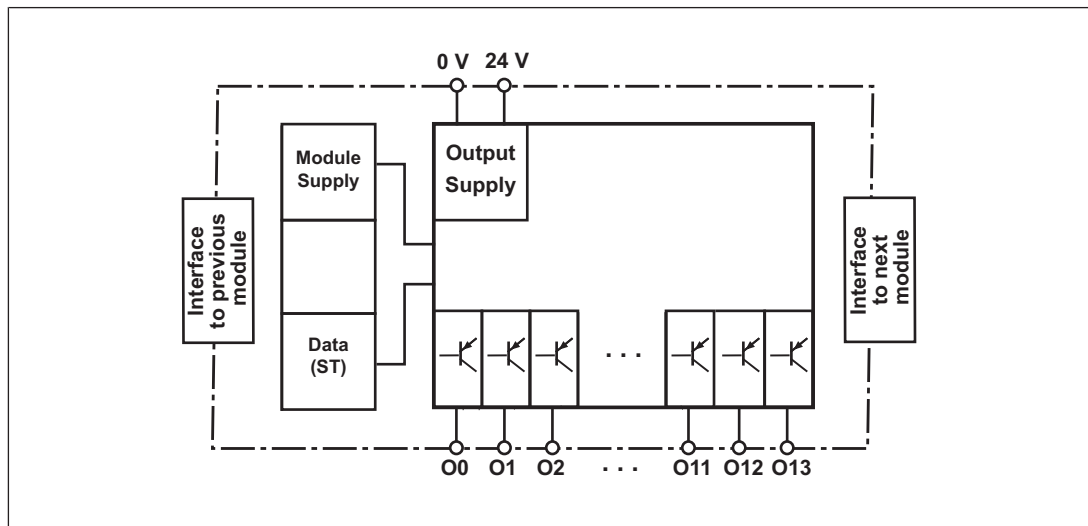 0 V 24 V
Module
Supply
Output
Supply
Interface
to previous
module
Interface
to next
module
Data
(ST)
. . .
O0 O1 O2 . . . O11 O12 O13